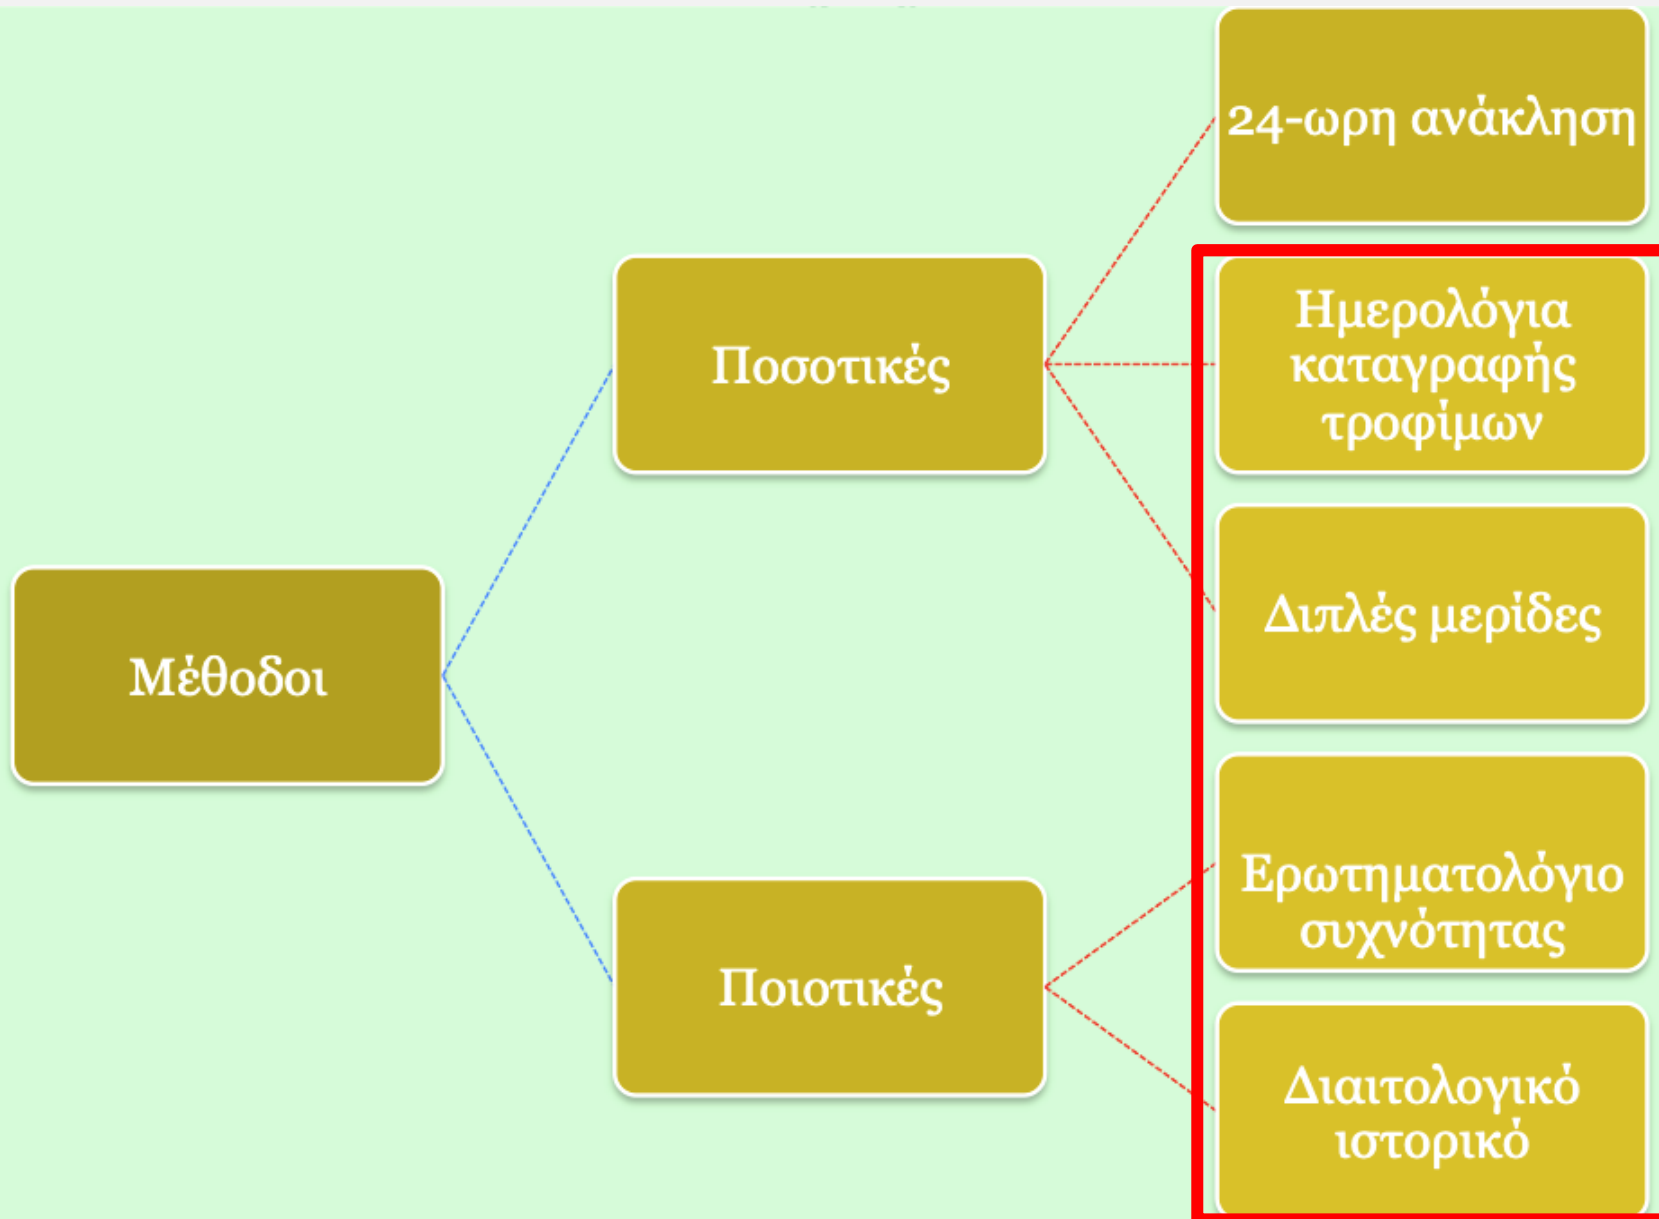 24-ωρη ανάκληση
Ημερολόγια
καταγραφής
τροφίμων
Ποσοτικές
Διπλές μερίδες
Μέθοδοι
Ερωτηματολόγιο
συχνότητας
Ποιοτικές
Διαιτολογικό
ιστορικό